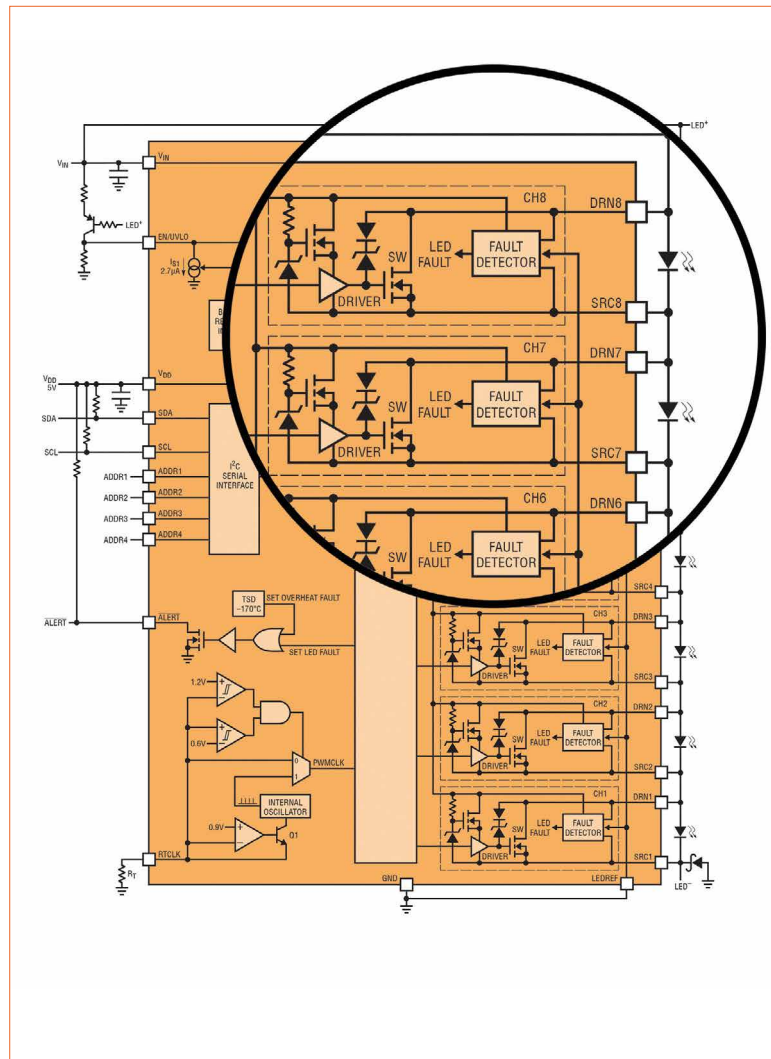 LED+
VIN
VIN
LED+
EN/UVLO
IS1
2.7µA
CH8
DRN8
SW
LED
FAULT
FAULT
DETECTOR
DRIVER
SRC8
CH7
DRN7
SW
LED
FAULT
FAULT
DETECTOR
DRIVER
SRC7
CH6
DRN6
SW
LED
FAULT
FAULT
DETECTOR
VDD
5V
VDD
SDA
SDA
SCL
SCL
I2C
SERIAL
INTERFACE
ADDR1
ADDR1
ADDR2
ADDR2
ADDR3
ADDR3
ADDR4
ADDR4
SRC4
TSD
~170°C
SET OVERHEAT FAULT
ALERT
ALERT
SET LED FAULT
CH3
DRN3
SW
LED
FAULT
FAULT
DETECTOR
DRIVER
SRC3
1.2V
0.6V
0
1
PWMCLK
CH2
DRN2
SW
LED
FAULT
FAULT
DETECTOR
DRIVER
SRC2
INTERNAL
OSCILLATOR
0.9V
Q1
CH1
DRN1
SW
LED
FAULT
FAULT
DETECTOR
DRIVER
SRC1
RTCLK
RT
GND
LEDREF
LED−